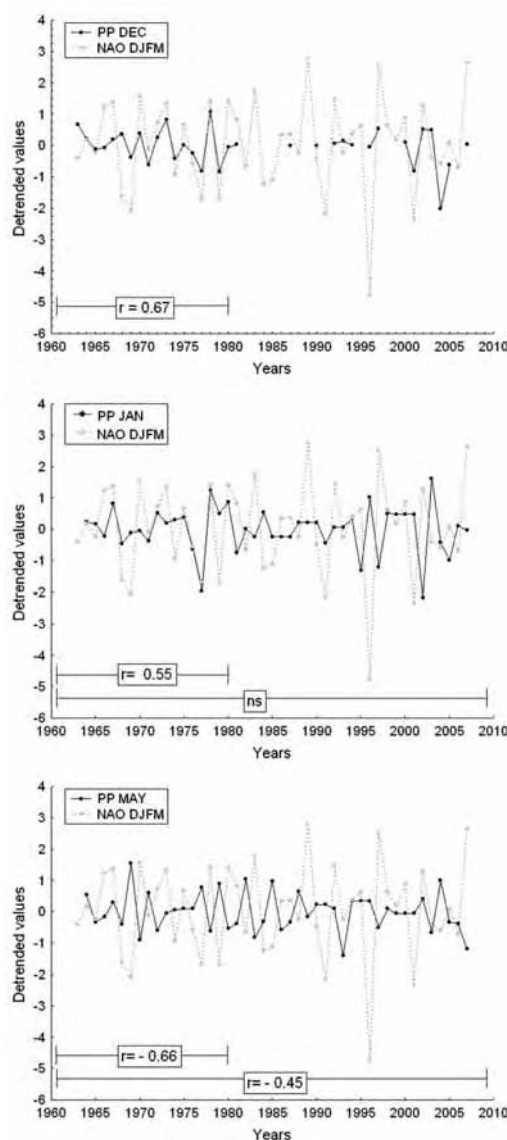 PP DEC
NAO DJFM
4
3
2
1
0
-1
-2
-3
-4
-5
-6
Detrended values
r = 0.67
1960 1965 1970 1975 1980 1985 1990 1995 2000 2005 2010
Years
PP JAN
NAO DJFM
4
3
2
1
0
-1
-2
-3
-4
-5
-6
Detrended values
r= 0.55
ns
1960 1965 1970 1975 1980 1985 1990 1995 2000 2005 2010
Years
PP MAY
NAO DJFM
4
3
2
1
0
-1
-2
-3
-4
-5
-6
Detrended values
r= - 0.66
r= - 0.45
1960 1965 1970 1975 1980 1985 1990 1995 2000 2005 2010
Years